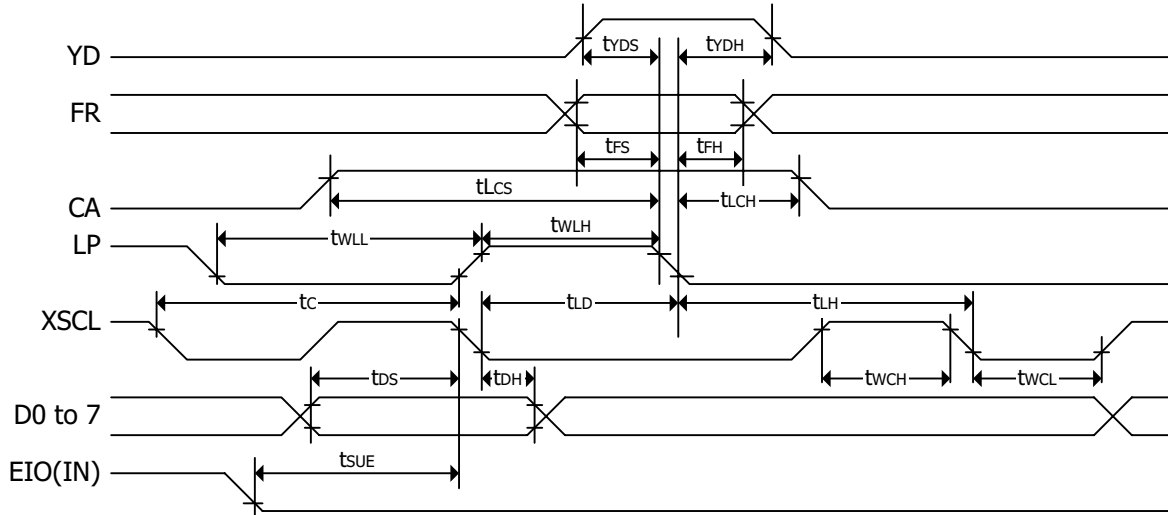 YD
tYDS
tYDH
FR
tFS
tFH
CA
tLCS
tLCH
LP
tWLL
tWLH
tC
tLD
tLH
XSCL
tDS
tDH
tWCH
tWCL
D0 to 7
tSUE
EIO(IN)